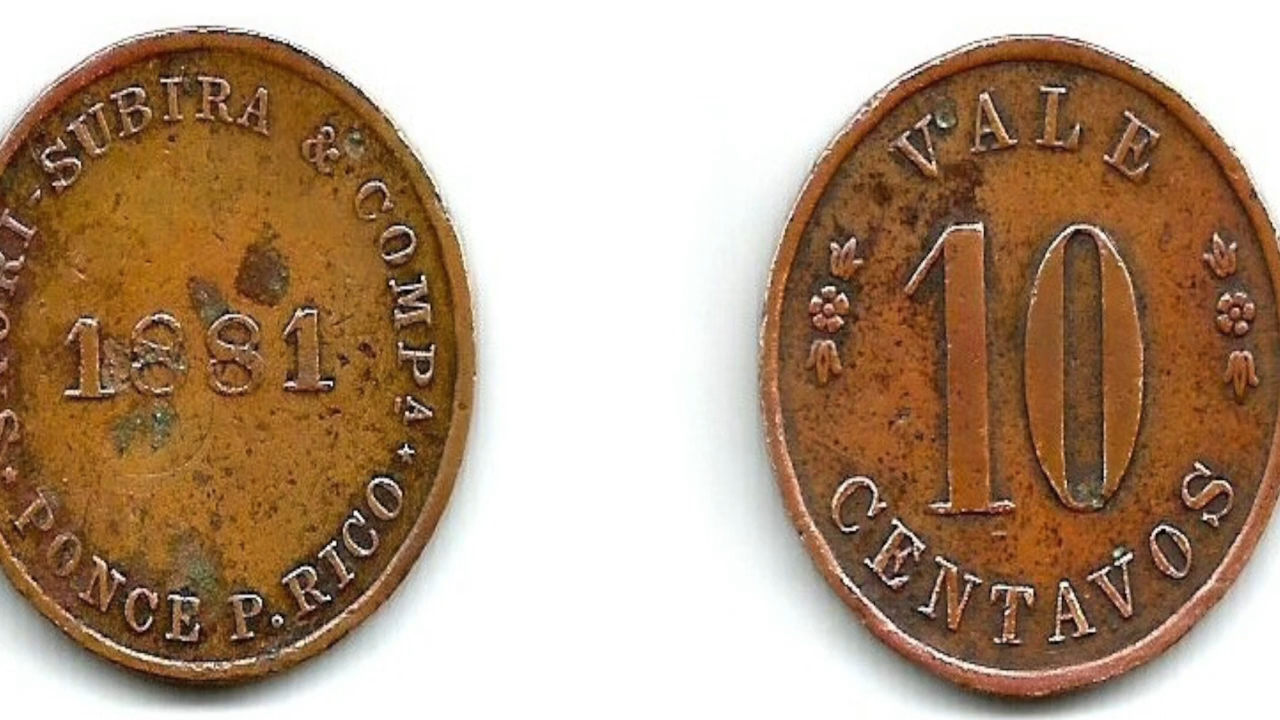 SUBIRA & COMPA
1881
PONCE P. RICO
VALE
10
CENTAVOS